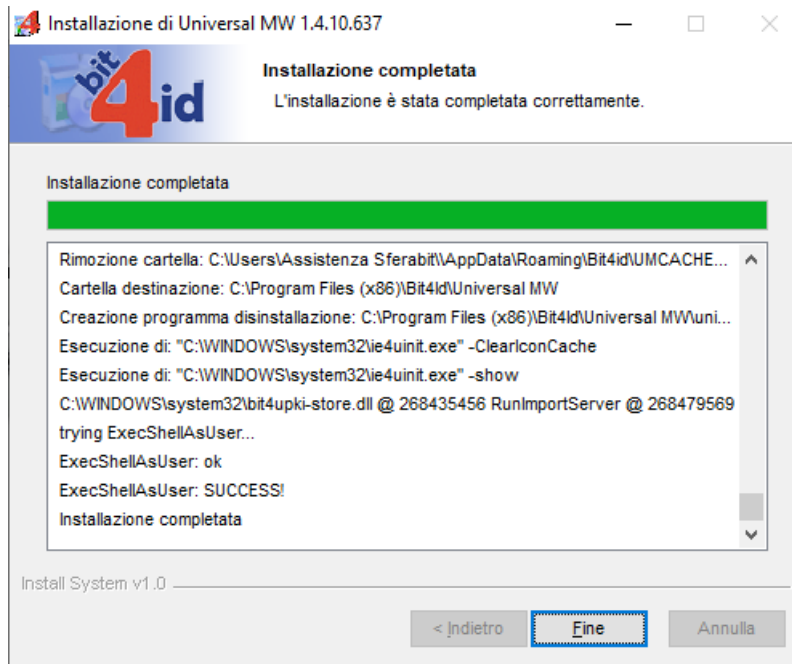 Installazione di Universal MW 1.4.10.637
bit
4id
Installazione completata
L'installazione è stata completata correttamente.
Installazione completata
Rimozione cartella: C:\Users\Assistenza Sferabit\\AppData\Roaming\Bit4id\UMCACHE...
Cartella destinazione: C:\Program Files (x86)\Bit4Id\Universal MW
Creazione programma disinstallazione: C:\Program Files (x86)\Bit4Id\Universal MW\uni...
Esecuzione di: "C:\WINDOWS\system32\ie4uinit.exe" -ClearIconCache
Esecuzione di: "C:\WINDOWS\system32\ie4uinit.exe" -show
C:\WINDOWS\system32\bit4upki-store.dll @ 268435456 RunImportServer @ 268479569
trying ExecShellAsUser...
ExecShellAsUser: ok
ExecShellAsUser: SUCCESS!
Installazione completata
Install System v1.0
< Indietro
Fine
Annulla